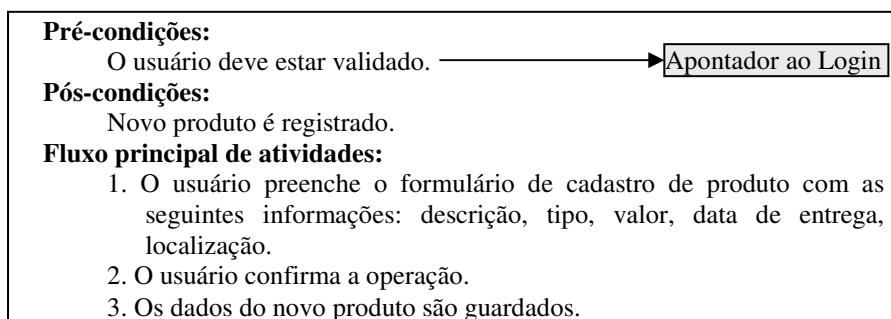 Pré-condições:
O usuário deve estar validado. Apontador ao Login
Pós-condições:
Novo produto é registrado.
Fluxo principal de atividades:
1. O usuário preenche o formulário de cadastro de produto com as
seguintes informações: descrição, tipo, valor, data de entrega,
localização.
2. O usuário confirma a operação.
3. Os dados do novo produto são guardados.